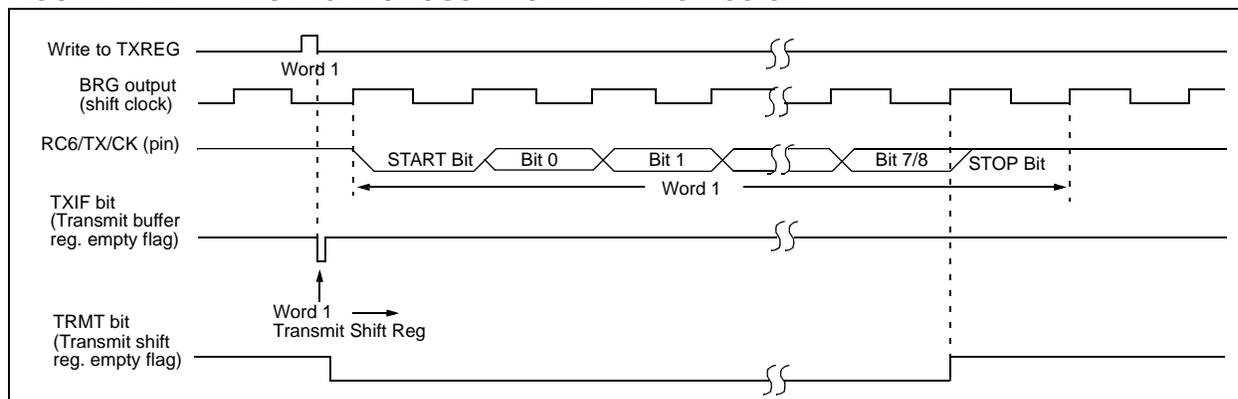 Write to TXREG
Word 1
BRG output
(shift clock)
RC6/TX/CK (pin)
START Bit
Bit 0
Bit 1
Bit 7/8
STOP Bit
Word 1
TXIF bit
(Transmit buffer
reg. empty flag)
Word 1
Transmit Shift Reg
TRMT bit
(Transmit shift
reg. empty flag)